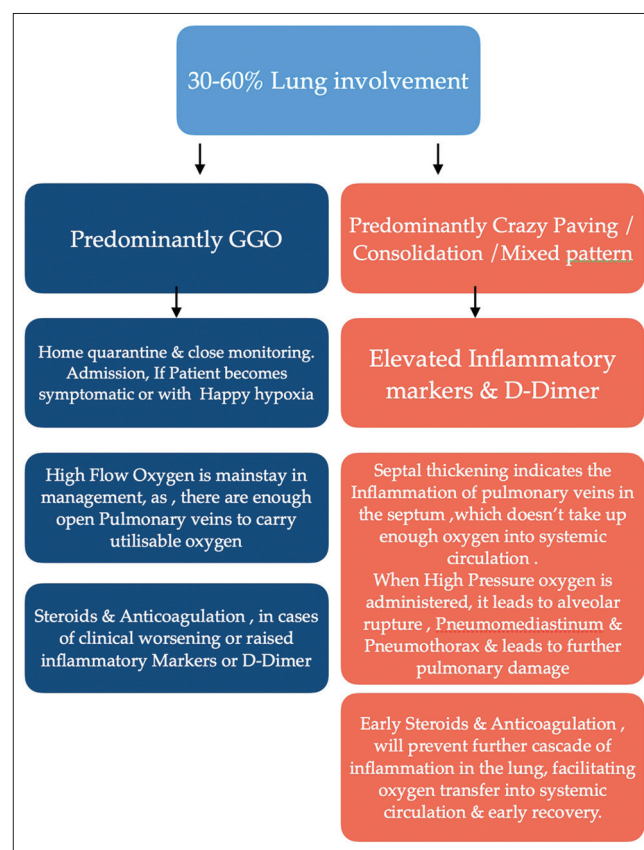 30-60% Lung involvement
Predominantly GGO
Home quarantine & close monitoring.
Admission, If Patient becomes
symptomatic or with Happy hypoxia
High Flow Oxygen is mainstay in
management, as , there are enough
open Pulmonary veins to carry
utilisable oxygen
Steroids & Anticoagulation , in cases
of clinical worsening or raised
inflammatory Markers or D-Dimer
Predominantly Crazy Paving /
Consolidation /Mixed pattern
Elevated Inflammatory
markers & D-Dimer
Septal thickening indicates the
Inflammation of pulmonary veins in
the septum ,which doesn't take up
enough oxygen into systemic
circulation .
When High Pressure oxygen is
administered, it leads to alveolar
rupture , Pneumomediastinum &
Pneumothorax & leads to further
pulmonary damage
Early Steroids & Anticoagulation ,
will prevent further cascade of
inflammation in the lung, facilitating
oxygen transfer into systemic
circulation & early recovery.